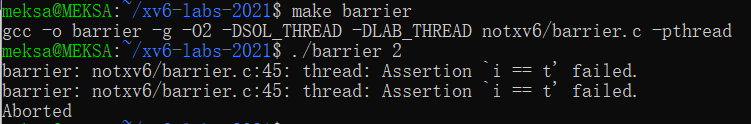 meksa@MEKSA:~/xv6-labs-2021$ make barrier
gcc -o barrier -g -O2 -DSOL_THREAD -DLAB_THREAD notxv6/barrier.c -pthread
meksa@MEKSA:~/xv6-labs-2021$ ./barrier 2
barrier: notxv6/barrier.c:45: thread: Assertion `i == t' failed.
barrier: notxv6/barrier.c:45: thread: Assertion `i == t' failed.
Aborted